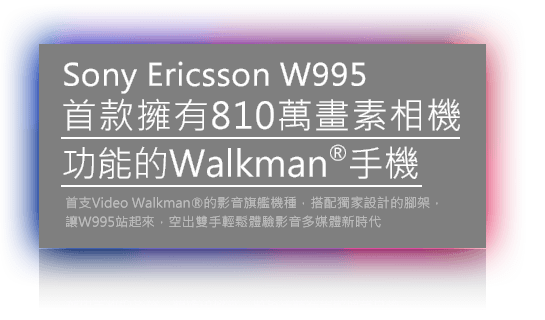 Sony Ericsson W995
首款擁有810萬畫素相機
功能的Walkman®手機
首支Video Walkman®的影音旗艦機種，搭配獨家設計的腳架，
讓W995站起來，空出雙手輕鬆體驗影音多媒體新時代